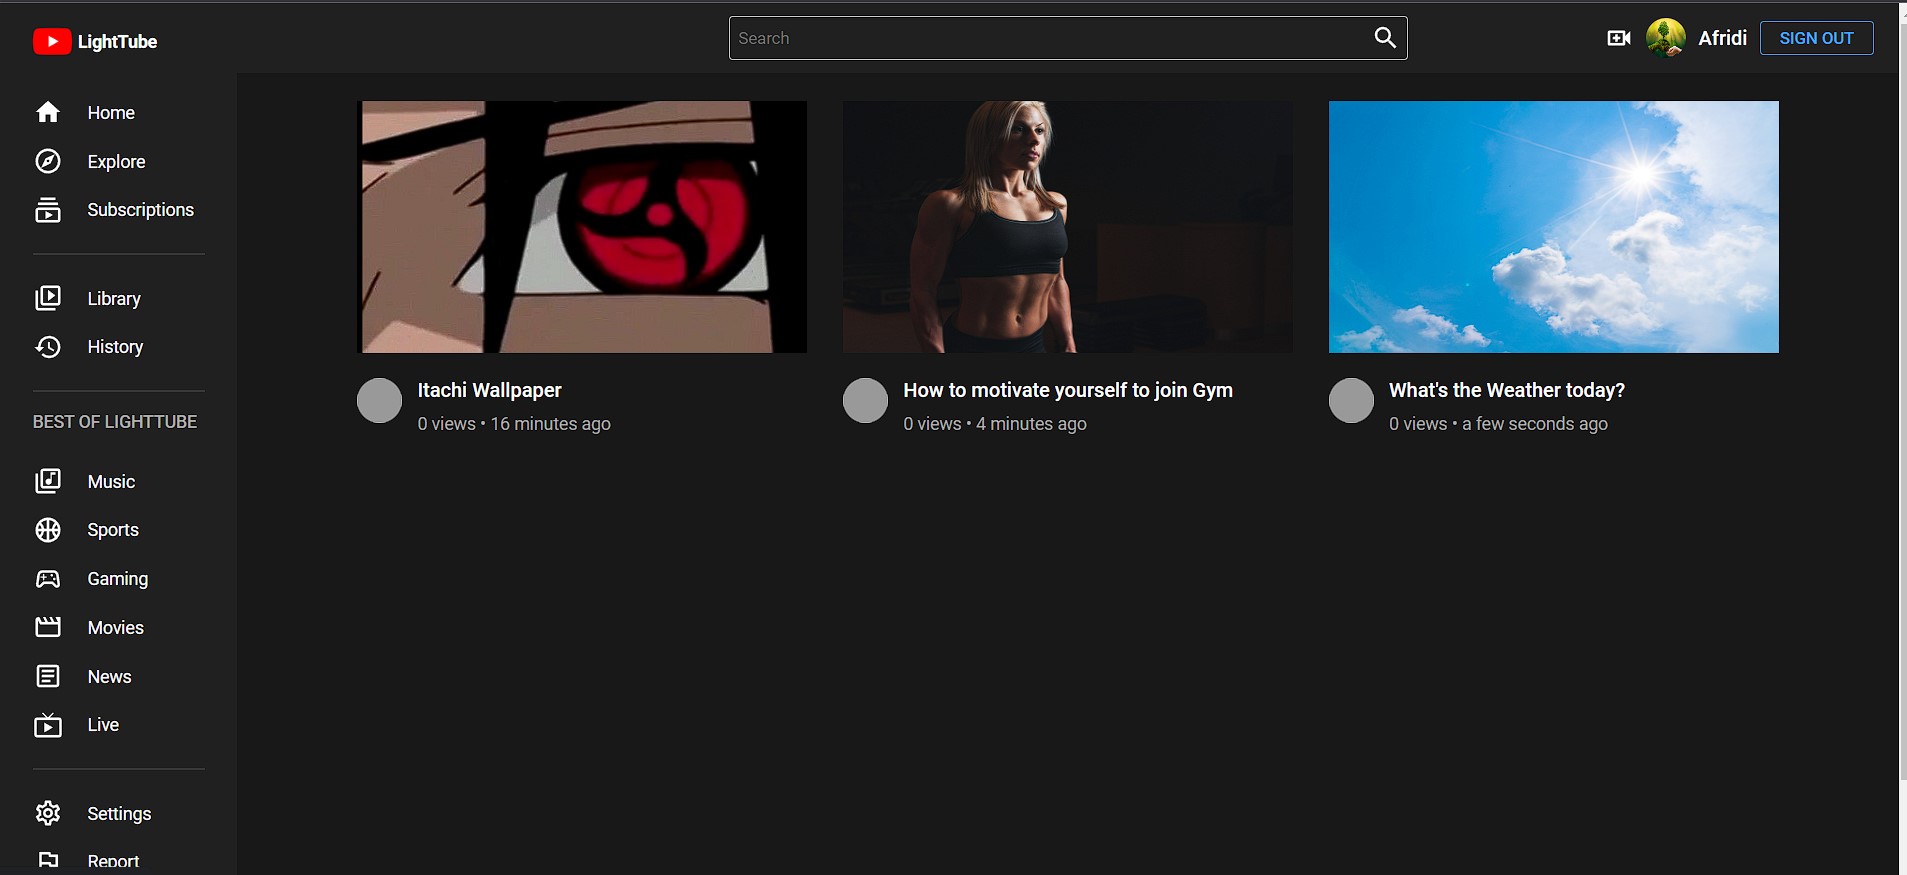 LightTube
Search
Afridi
SIGN OUT
Home
Explore
Subscriptions
Library
History
BEST OF LIGHTTUBE
Music
Sports
Gaming
Movies
News
Live
Settings
Report
Itachi Wallpaper
0 views • 16 minutes ago
How to motivate yourself to join Gym
0 views • 4 minutes ago
What's the Weather today?
0 views • a few seconds ago